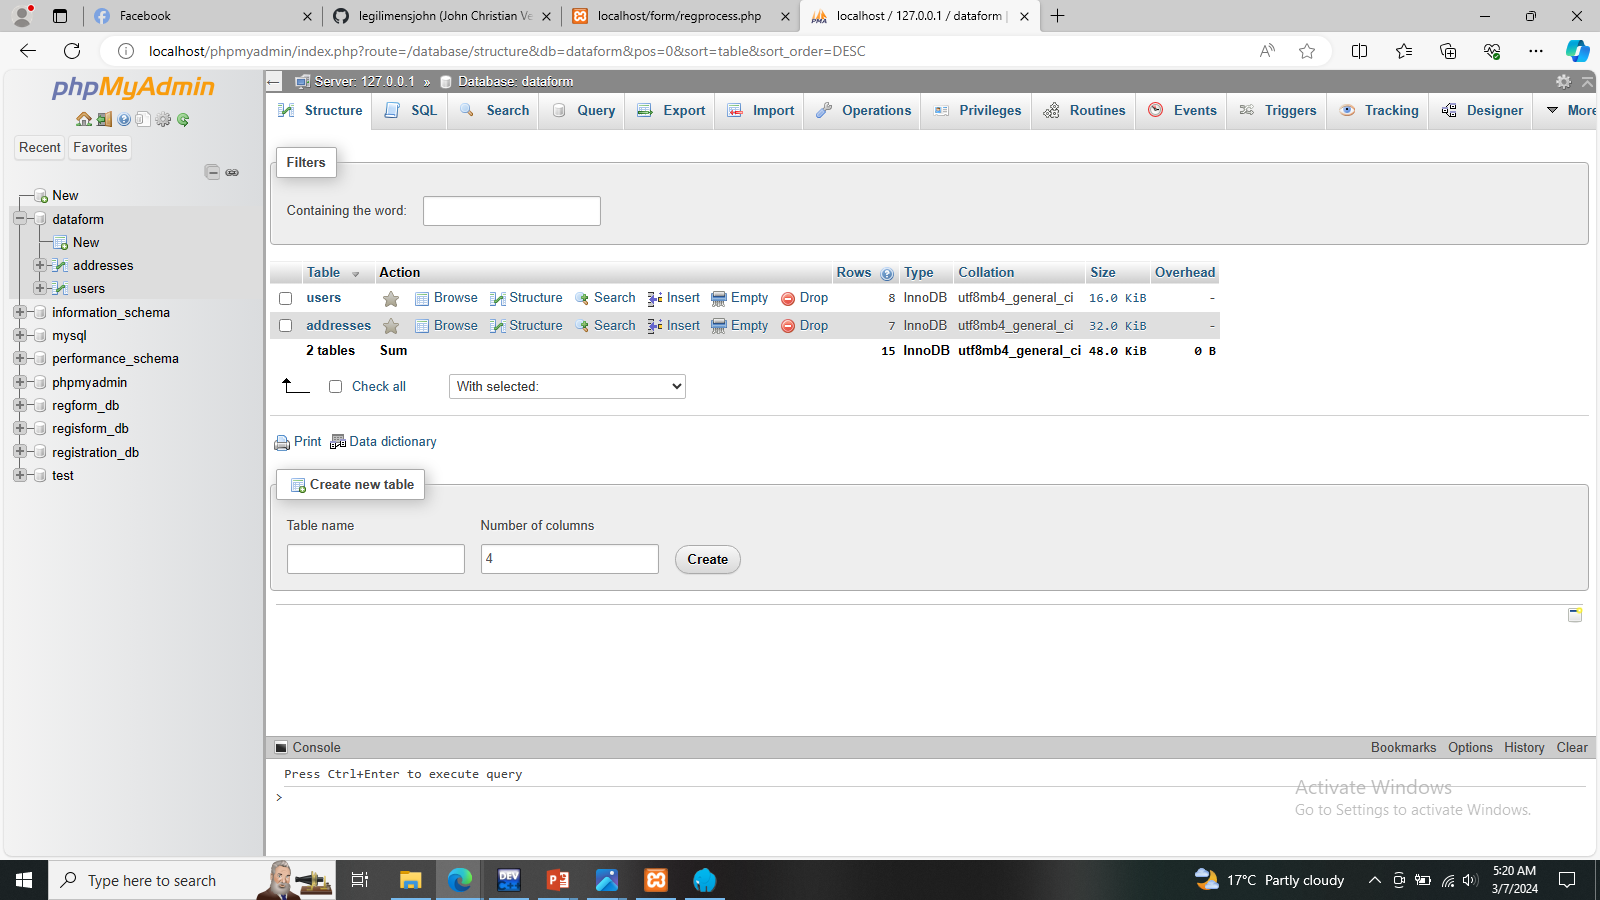 Facebook
legilimensjohn (John Christian Ve
localhost/form/regprocess.php
localhost / 127.0.0.1 / dataform |
localhost/phpmyadmin/index.php?route=/database/structure&db=dataform&pos=0&sort=table&sort_order=DESC
phpMyAdmin
Recent Favorites
New
dataform
New
addresses
users
information_schema
mysql
performance_schema
phpmyadmin
regform_db
regisform_db
registration_db
test
Server: 127.0.0.1 » Database: dataform
Structure SQL Search Query Export Import Operations Privileges Routines Events Triggers Tracking Designer More
Filters
Containing the word:
Table Action Rows Type Collation Size Overhead
users Browse Structure Search Insert Empty Drop 8 InnoDB utf8mb4_general_ci 16.0 KiB -
addresses Browse Structure Search Insert Empty Drop 7 InnoDB utf8mb4_general_ci 32.0 KiB -
2 tables Sum 15 InnoDB utf8mb4_general_ci 48.0 KiB 0 B
Check all With selected:
Print Data dictionary
Create new table
Table name Number of columns
4 Create
Console Bookmarks Options History Clear
Press Ctrl+Enter to execute query
>
Activate Windows
Go to Settings to activate Windows.
Type here to search
DEV
17°C Partly cloudy
5:20 AM
3/7/2024